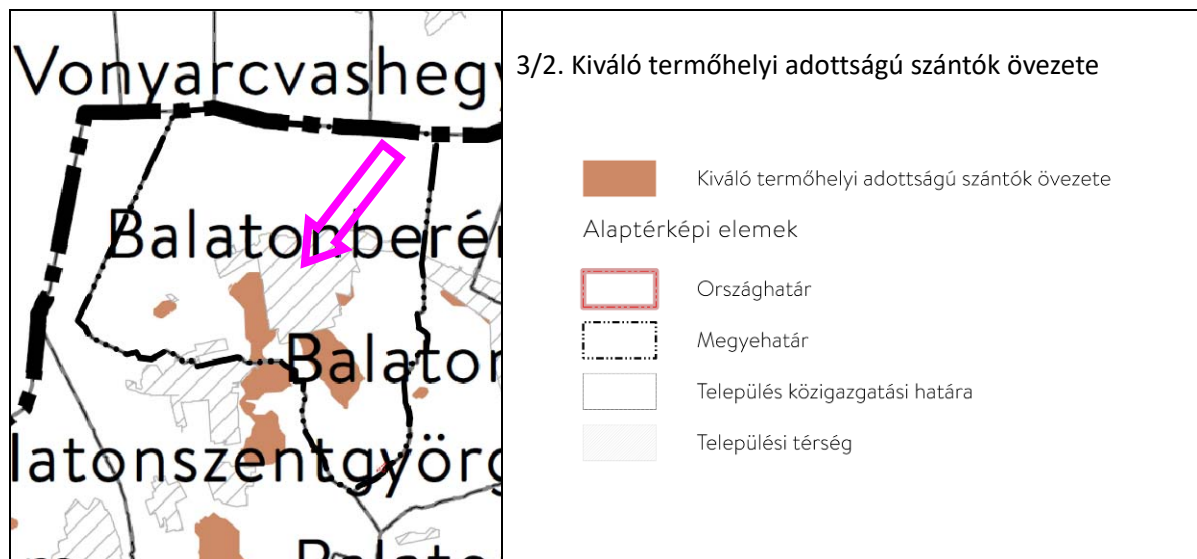 Vonyarcvashegy
Balatonberé
Balaton
latonszentgyörg
Balato
3/2. Kiváló termőhelyi adottságú szántók övezete
Kiváló termőhelyi adottságú szántók övezete
Alaptérképi elemek
Országhatár
Megyehatár
Település közigazgatási határa
Települési térség